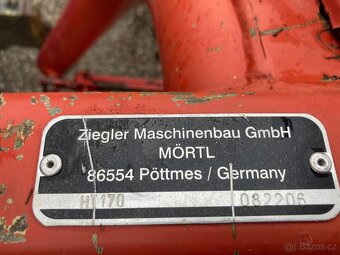 Ziegler Maschinenbau GmbH
MÖRTL
86554 Pöttmes / Germany
HT170 082206
Bazos.cz